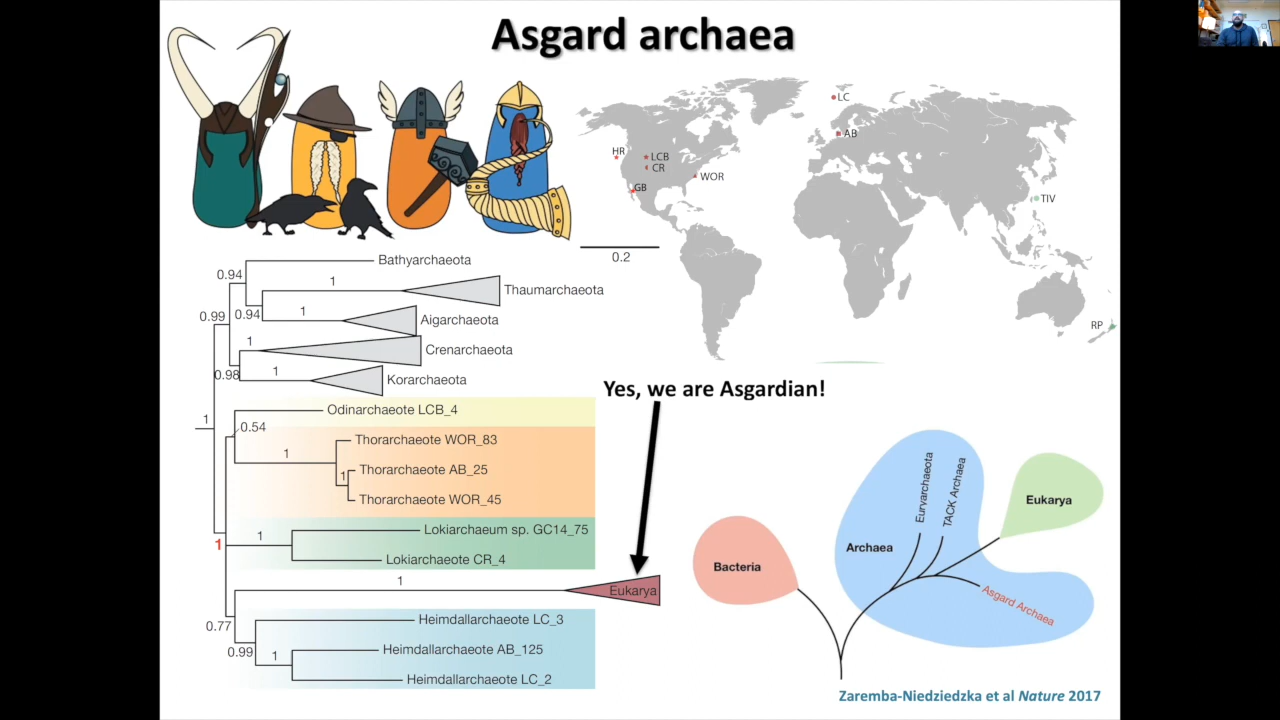 Asgard archaea
LC
AB
HR
LCB
CR
WOR
GB
TIV
RP
0.2
Bathyarchaeota
0.94
1
Thaumarchaeota
0.99
0.94
1
Aigarchaeota
1
Crenarchaeota
0.98
1
Korarchaeota
Yes, we are Asgardian!
1
Odinarchaeote LCB_4
0.54
Thorarchaeote WOR_83
1
Thorarchaeote AB_25
1
Thorarchaeote WOR_45
Lokiarchaeum sp. GC14_75
1
1
Lokiarchaeote CR_4
1
Eukarya
Heimdallarchaeote LC_3
0.77
0.99
1
Heimdallarchaeote AB_125
Heimdallarchaeote LC_2
Euryarchaeota
TACK Archaea
Eukarya
Archaea
Bacteria
Asgard Archaea
Zaremba-Niedziedzka et al Nature 2017